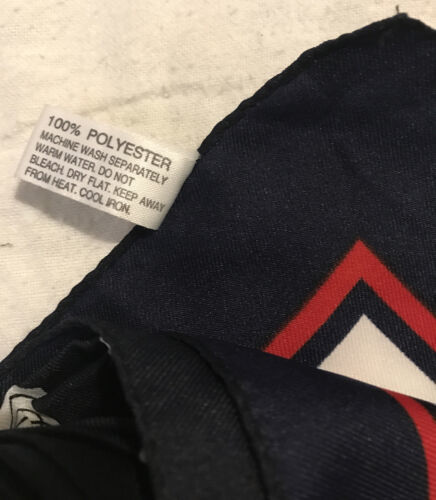 100% POLYESTER
MACHINE WASH SEPARATELY
WARM WATER. DO NOT
BLEACH. DRY FLAT. KEEP AWAY
FROM HEAT. COOL IRON.